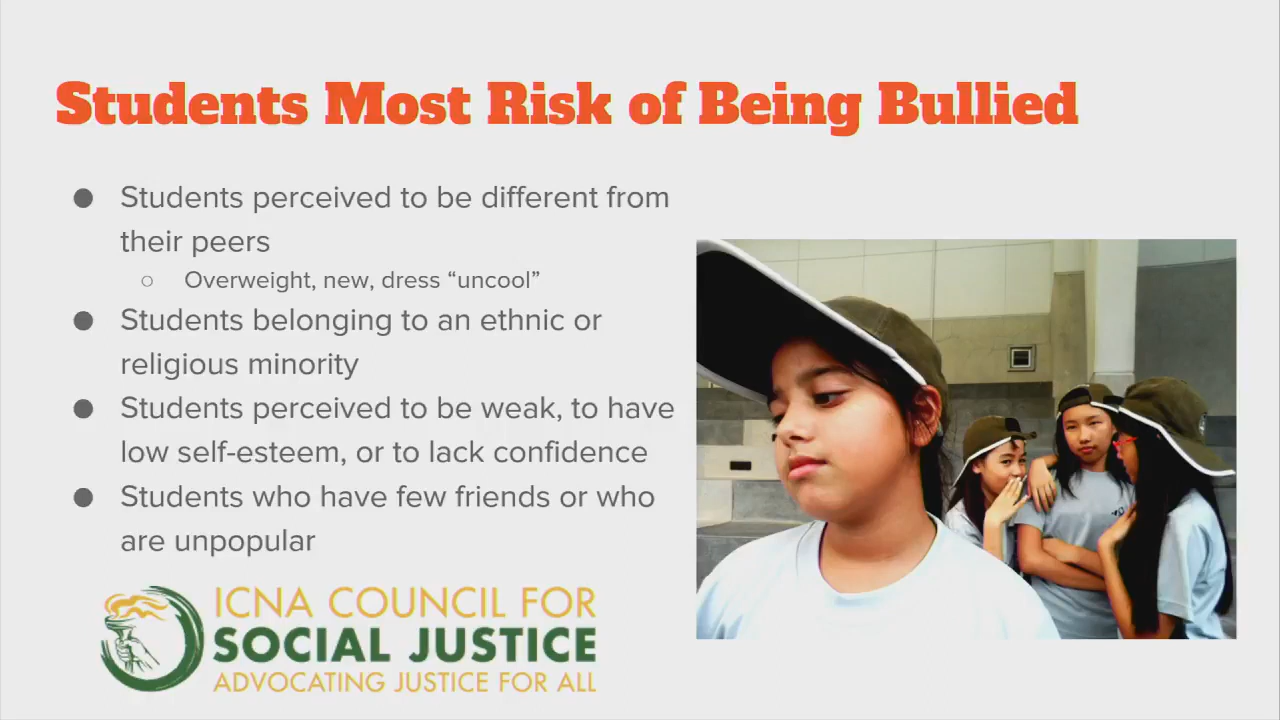 Students Most Risk of Being Bullied
● Students perceived to be different from
their peers
○ Overweight, new, dress “uncool”
● Students belonging to an ethnic or
religious minority
● Students perceived to be weak, to have
low self-esteem, or to lack confidence
● Students who have few friends or who
are unpopular
ICNA COUNCIL FOR
SOCIAL JUSTICE
ADVOCATING JUSTICE FOR ALL